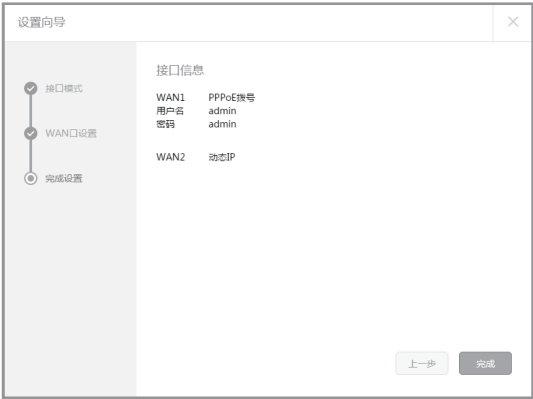 设置向导
接口模式
WAN口设置
完成设置
接口信息
WAN1 PPPoE拨号
用户名 admin
密码 admin
WAN2 动态IP
上一步 完成